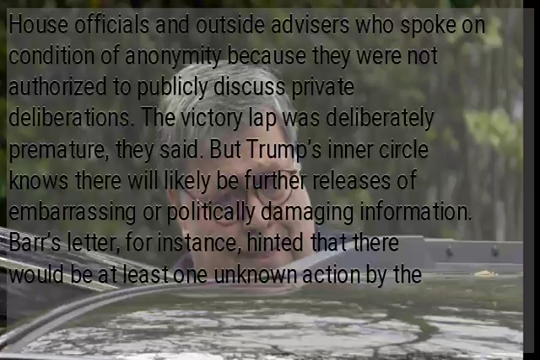 House officials and outside advisers who spoke on
condition of anonymity because they were not
authorized to publicly discuss private
deliberations. The victory lap was deliberately
premature, they said. But Trump's inner circle
knows there will likely be further releases of
embarrassing or politically damaging information.
Barr's letter, for instance, hinted that there
would be at least one unknown action by the